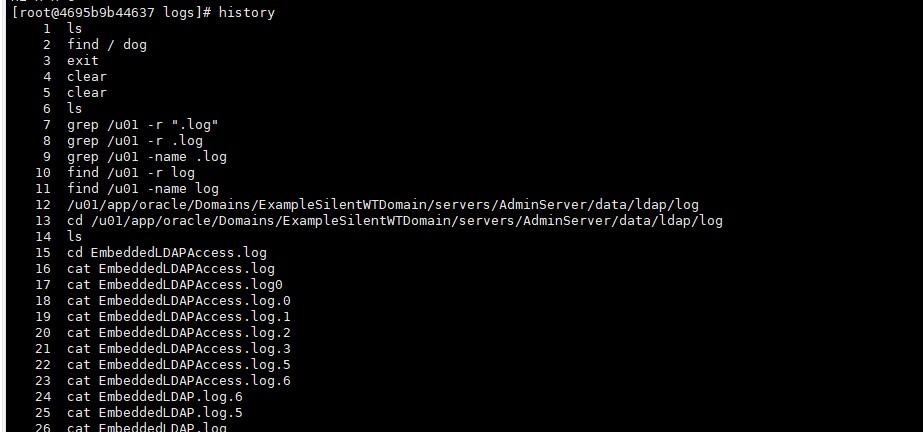 [root@4695b9b44637 logs]# history
1 ls
2 find / dog
3 exit
4 clear
5 clear
6 ls
7 grep /u01 -r ".log"
8 grep /u01 -r .log
9 grep /u01 -name .log
10 find /u01 -r log
11 find /u01 -name log
12 /u01/app/oracle/Domains/ExampleSilentWTDomain/servers/AdminServer/data/ldap/log
13 cd /u01/app/oracle/Domains/ExampleSilentWTDomain/servers/AdminServer/data/ldap/log
14 ls
15 cd EmbeddedLDAPAccess.log
16 cat EmbeddedLDAPAccess.log
17 cat EmbeddedLDAPAccess.log0
18 cat EmbeddedLDAPAccess.log.0
19 cat EmbeddedLDAPAccess.log.1
20 cat EmbeddedLDAPAccess.log.2
21 cat EmbeddedLDAPAccess.log.3
22 cat EmbeddedLDAPAccess.log.5
23 cat EmbeddedLDAPAccess.log.6
24 cat EmbeddedLDAP.log.6
25 cat EmbeddedLDAP.log.5
26 cat EmbeddedLDAP.log